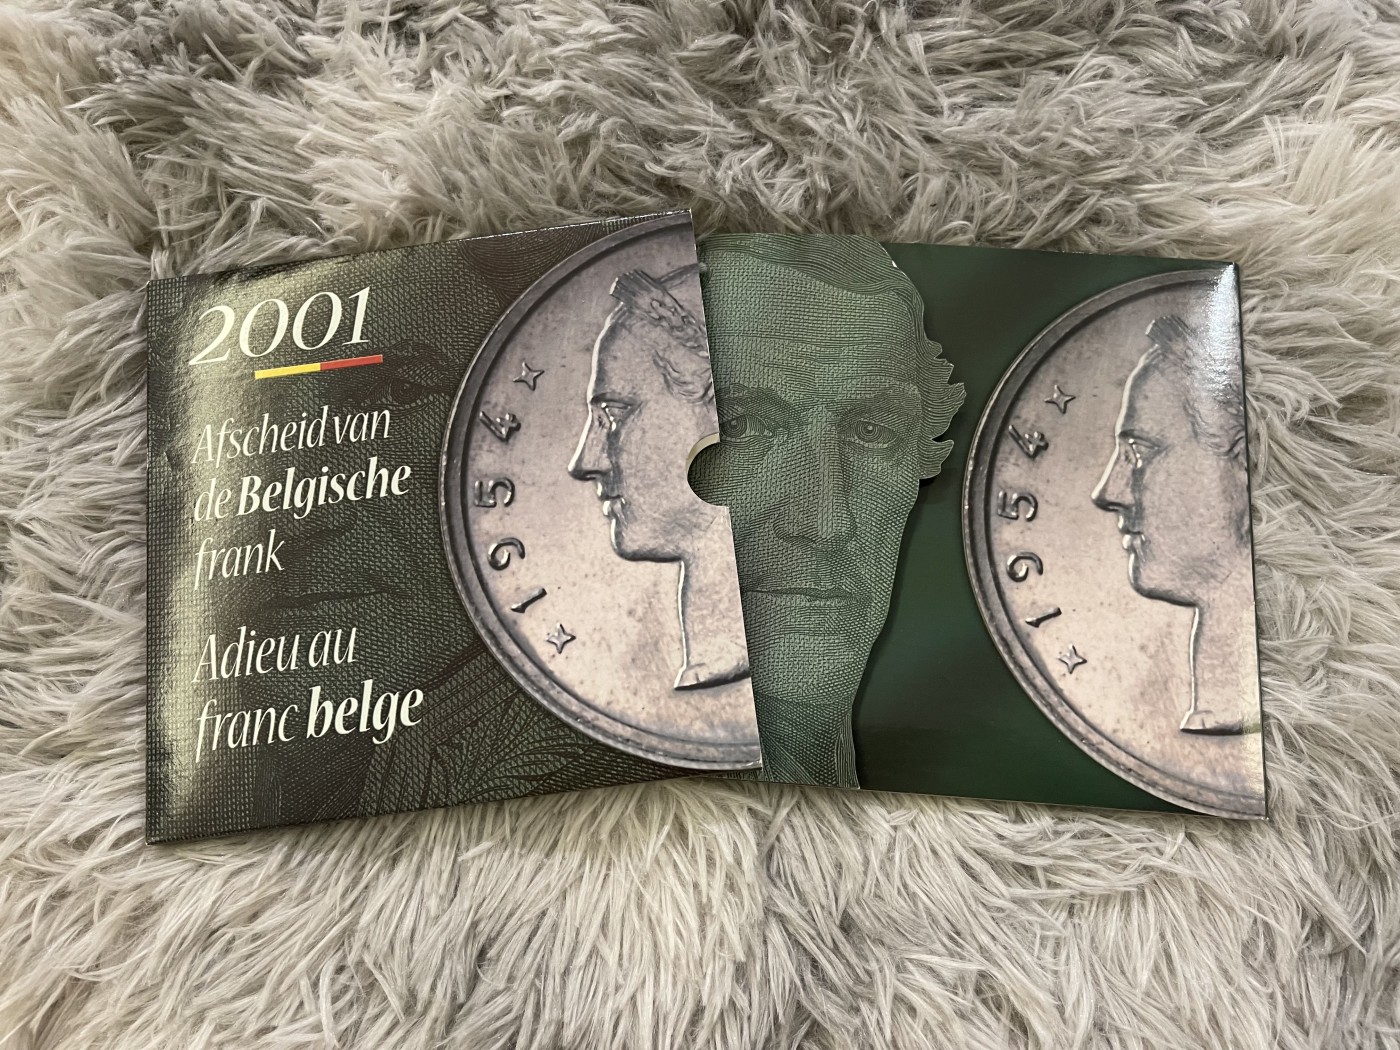 2001
Afscheid van
de Belgische
frank
Adieu au
franc belge
1954
1954